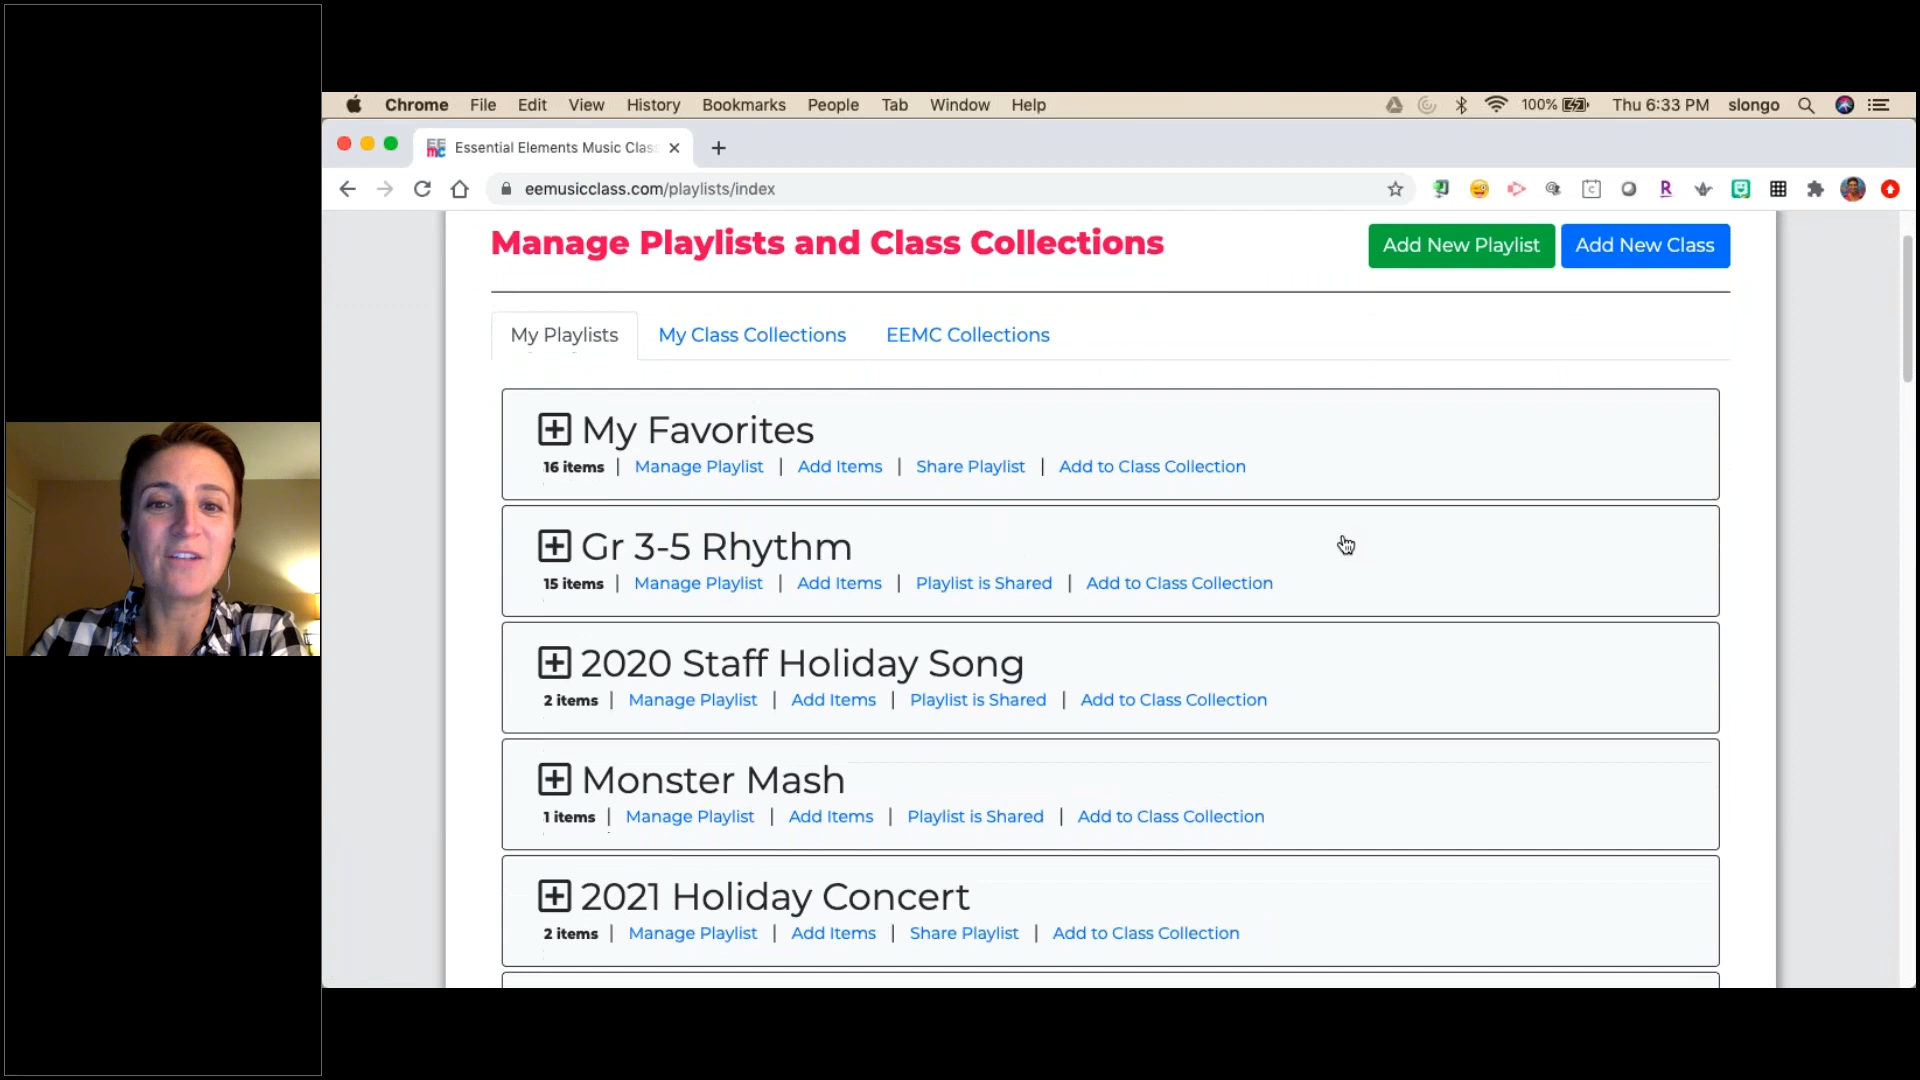 Chrome File Edit View History Bookmarks People Tab Window Help 100% Thu 6:33 PM slongo
Essential Elements Music Clas
eemusicclass.com/playlists/index
Manage Playlists and Class Collections Add New Playlist Add New Class
My Playlists My Class Collections EEMC Collections
My Favorites
16 items | Manage Playlist | Add Items | Share Playlist | Add to Class Collection
Gr 3-5 Rhythm
15 items | Manage Playlist | Add Items | Playlist is Shared | Add to Class Collection
2020 Staff Holiday Song
2 items | Manage Playlist | Add Items | Playlist is Shared | Add to Class Collection
Monster Mash
1 items | Manage Playlist | Add Items | Playlist is Shared | Add to Class Collection
2021 Holiday Concert
2 items | Manage Playlist | Add Items | Share Playlist | Add to Class Collection